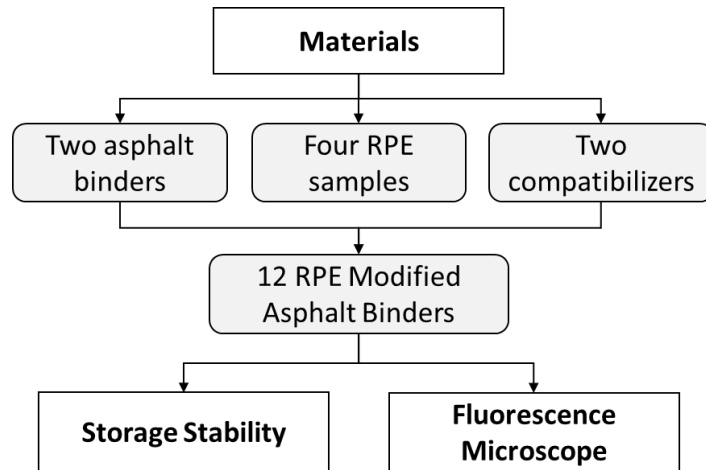 Materials
Two asphalt
binders
Four RPE
samples
Two
compatibilizers
12 RPE Modified
Asphalt Binders
Storage Stability
Fluorescence
Microscope